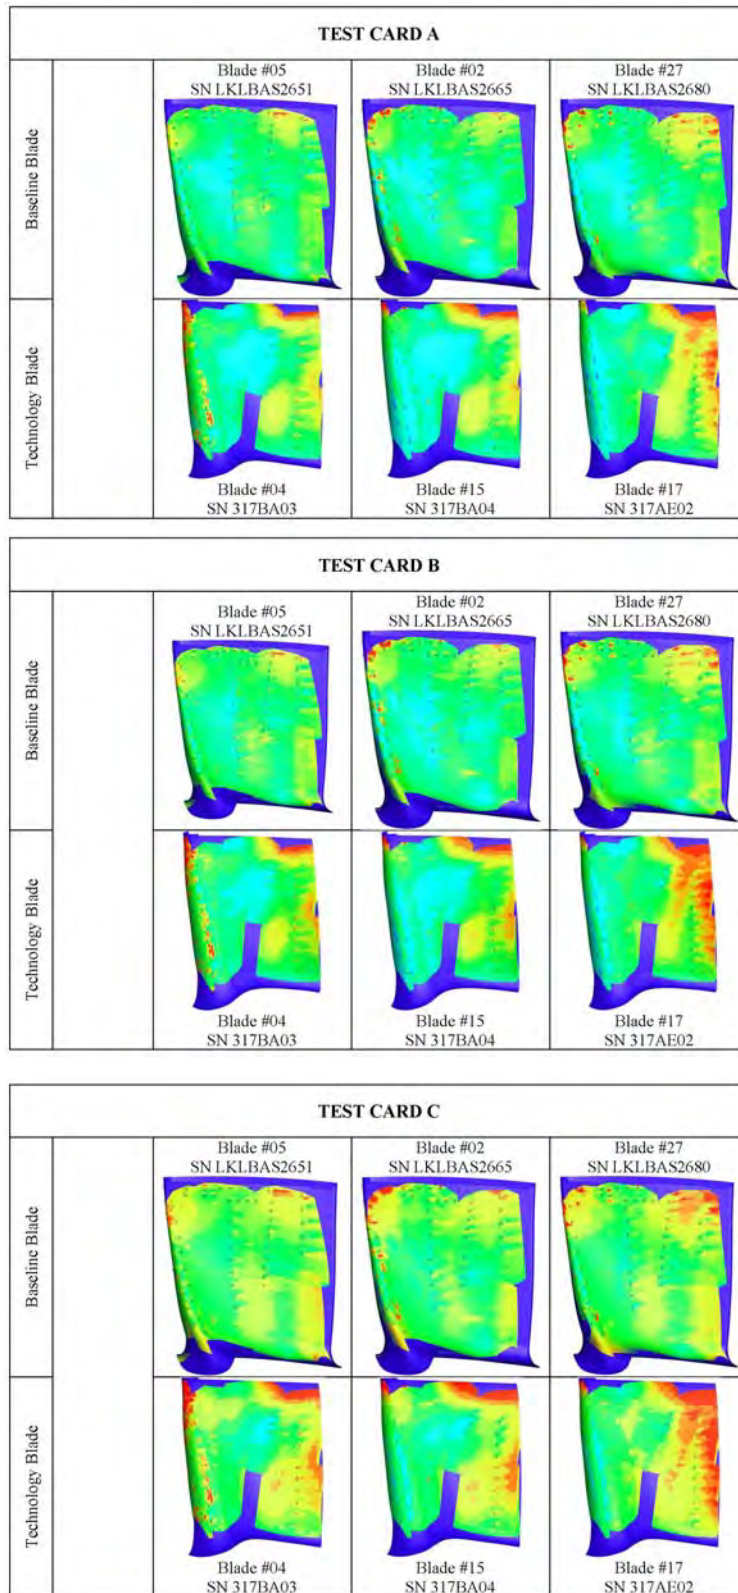 TEST CARD A
Baseline Blade
Blade #05
SN LKLBAS2651
Blade #02
SN LKLBAS2665
Blade #27
SN LKLBAS2680
Technology Blade
Blade #04
SN 317BA03
Blade #15
SN 317BA04
Blade #17
SN 317AE02
TEST CARD B
Baseline Blade
Blade #05
SN LKLBAS2651
Blade #02
SN LKLBAS2665
Blade #27
SN LKLBAS2680
Technology Blade
Blade #04
SN 317BA03
Blade #15
SN 317BA04
Blade #17
SN 317AE02
TEST CARD C
Baseline Blade
Blade #05
SN LKLBAS2651
Blade #02
SN LKLBAS2665
Blade #27
SN LKLBAS2680
Technology Blade
Blade #04
SN 317BA03
Blade #15
SN 317BA04
Blade #17
SN 317AE02